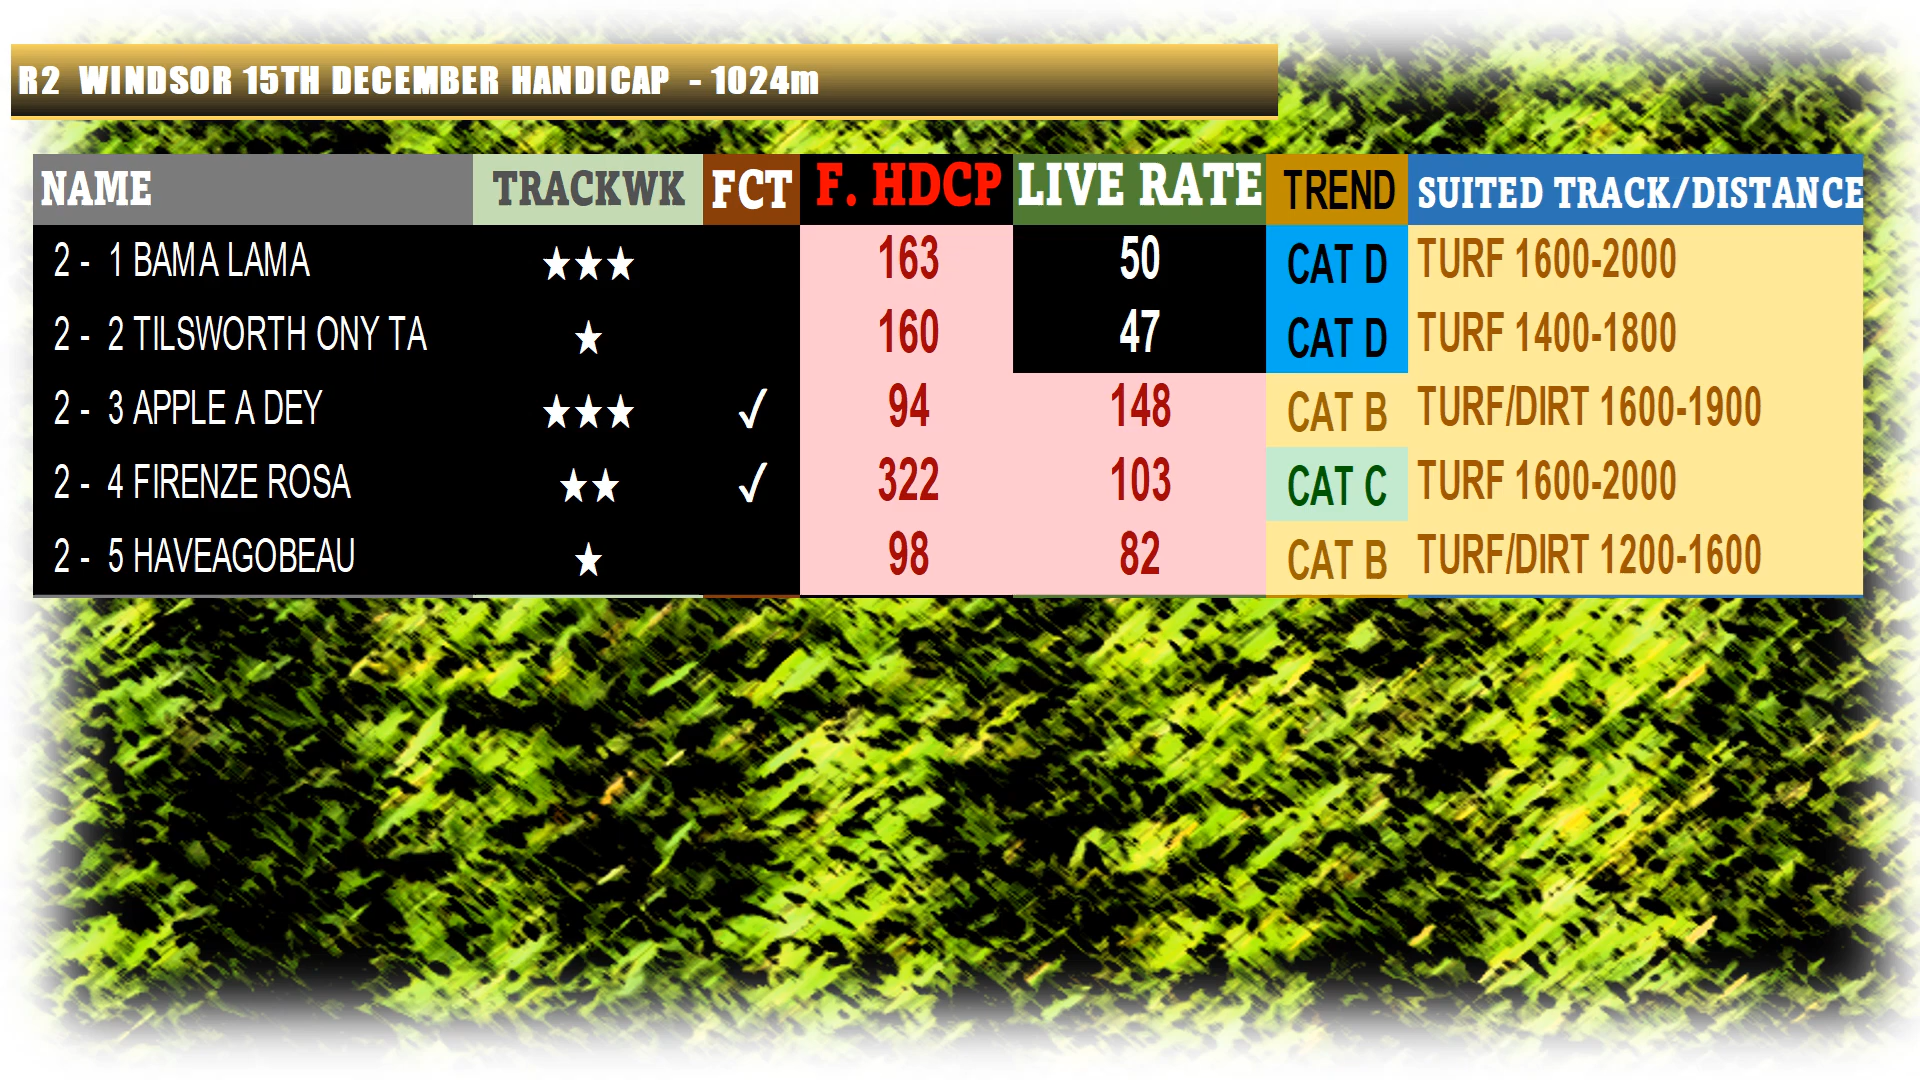 R2 WINDSOR 15TH DECEMBER HANDICAP - 1024m
NAME TRACKWK FCT F. HDCP LIVE RATE TREND SUITED TRACK/DISTANCE
2 - 1 BAMA LAMA ★★★ 163 50 CAT D TURF 1600-2000
2 - 2 TILSWORTH ONY TA ★ 160 47 CAT D TURF 1400-1800
2 - 3 APPLE A DEY ★★★ ✓ 94 148 CAT B TURF/DIRT 1600-1900
2 - 4 FIRENZE ROSA ★★ ✓ 322 103 CAT C TURF 1600-2000
2 - 5 HAVEAGOBEAU ★ 98 82 CAT B TURF/DIRT 1200-1600